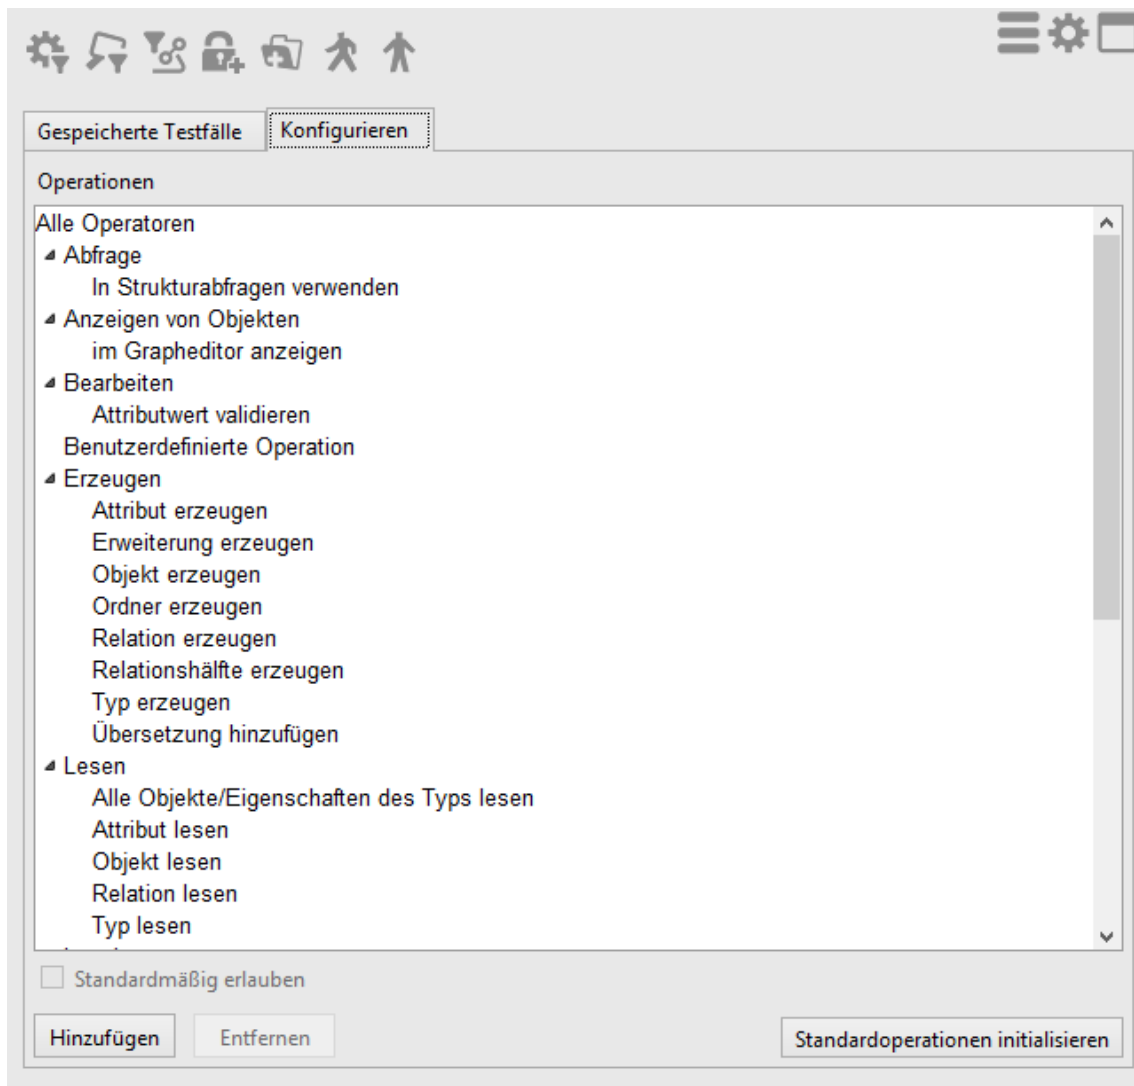 Gespeicherte Testfälle
Konfigurieren
Operationen
Alle Operatoren
Abfrage
In Strukturabfragen verwenden
Anzeigen von Objekten
im Grapheditor anzeigen
Bearbeiten
Attributwert validieren
Benutzerdefinierte Operation
Erzeugen
Attribut erzeugen
Erweiterung erzeugen
Objekt erzeugen
Ordner erzeugen
Relation erzeugen
Relationshälfte erzeugen
Typ erzeugen
Übersetzung hinzufügen
Lesen
Alle Objekte/Eigenschaften des Typs lesen
Attribut lesen
Objekt lesen
Relation lesen
Typ lesen
Standardmäßig erlauben
Hinzufügen
Entfernen
Standardoperationen initialisieren